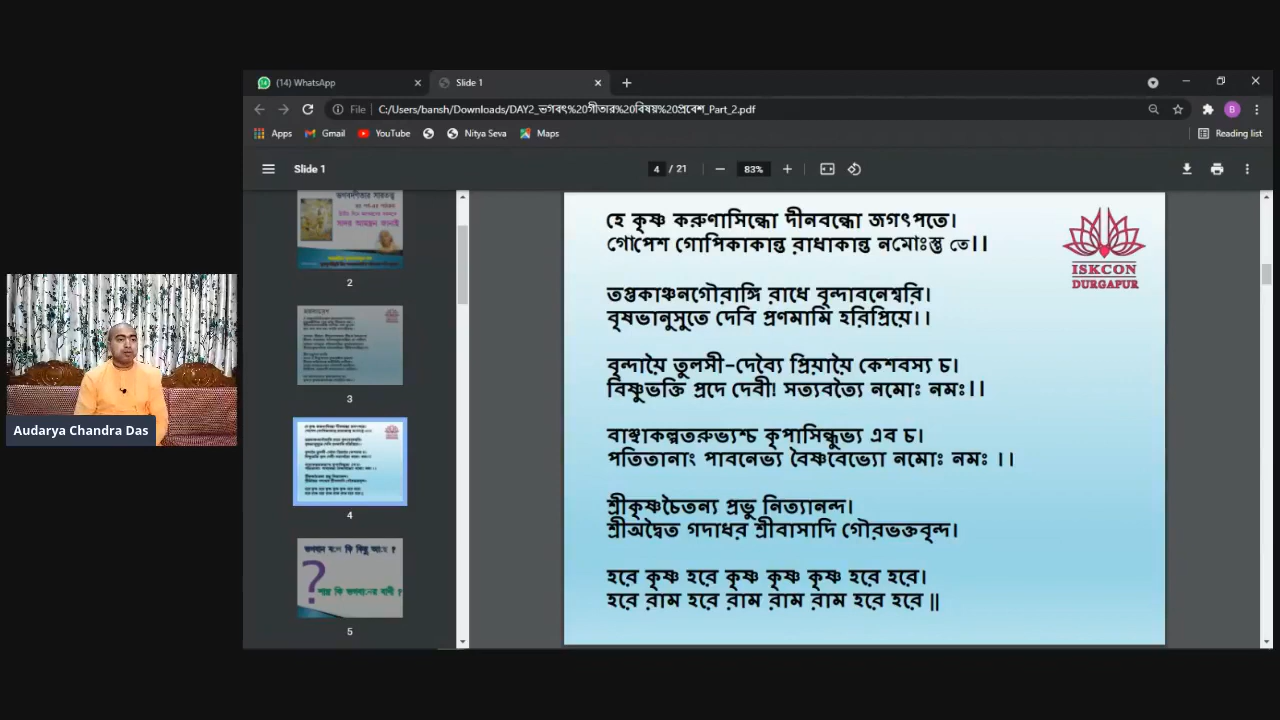 (14) WhatsApp
Slide 1
File
C:/Users/bansh/Downloads/DAY2_ভগবৎ%20গীতার%20বিষয়%20প্রবেশ_Part_2.pdf
Apps
Gmail
YouTube
Nitya Seva
Maps
Reading list
Slide 1
4 / 21
83%
2
3
4
ভগবান বলে কি কিছু আছে ?
?
শাস্ত্র কি ভগবানের বাণী ?
5
হে কৃষ্ণ করুণাসিন্ধো দীনবন্ধো জগৎপতে।
গোপেশ গোপিকাকান্ত রাধাকান্ত নমোঃস্তু তে।।
তপ্তকাঞ্চনগৌরাঙ্গি রাধে বৃন্দাবনেশ্বরি।
বৃষভানুসুতে দেবি প্রণমামি হরিপ্রিয়ে।।
বৃন্দায়ৈ তুলসী-দেব্যৈ প্রিয়ায়ৈ কেশবস্য চ।
বিষ্ণুভক্তি প্রদে দেবী! সত্যবত্যৈ নমোঃ নমঃ।।
বাঞ্ছাকল্পতরুভ্যশ্চ কৃপাসিন্ধুভ্য এব চ।
পতিতানাং পাবনেভ্য বৈষ্ণবেভ্যো নমোঃ নমঃ ।।
শ্রীকৃষ্ণচৈতন্য প্রভু নিত্যানন্দ।
শ্রীঅদ্বৈত গদাধর শ্রীবাসাদি গৌরভক্তবৃন্দ।
হরে কৃষ্ণ হরে কৃষ্ণ কৃষ্ণ কৃষ্ণ হরে হরে।
হরে রাম হরে রাম রাম রাম হরে হরে ||
ISKCON
DURGAPUR
Audarya Chandra Das